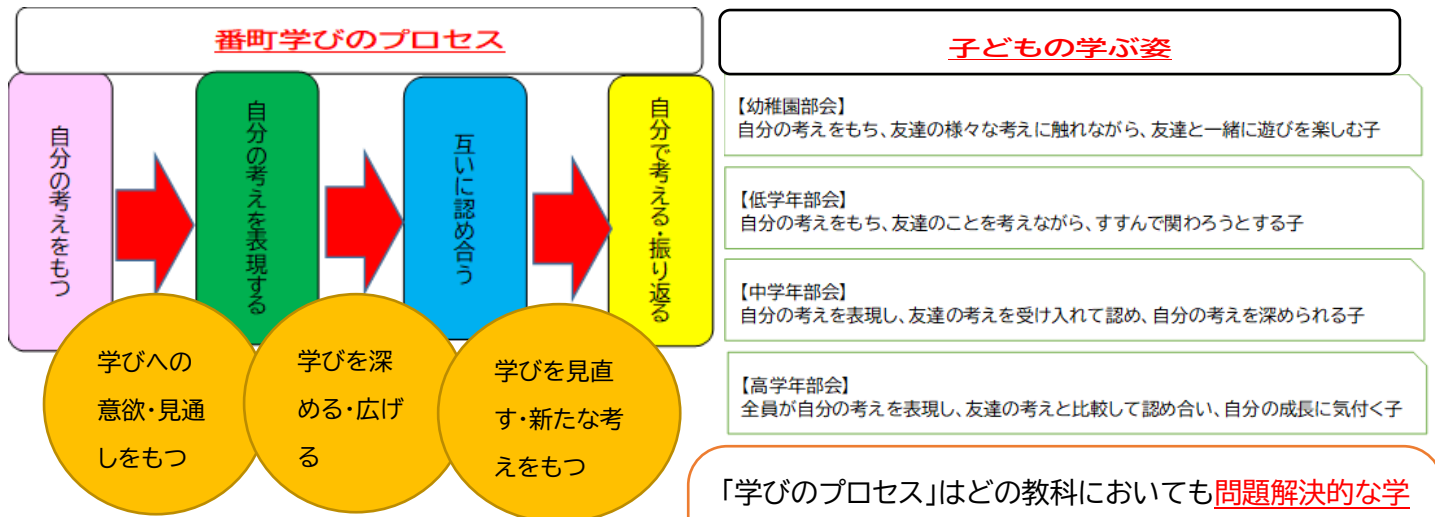 番町学びのプロセス
自分の考えをもつ
自分の考えを表現する
互いに認め合う
自分で考える・振り返る
学びへの
意欲・見通
しをもつ
学びを深
める・広げ
る
学びを見直
す・新たな考
えをもつ
子どもの学ぶ姿
【幼稚園部会】
自分の考えをもち、友達の様々な考えに触れながら、友達と一緒に遊びを楽しむ子
【低学年部会】
自分の考えをもち、友達のことを考えながら、すすんで関わろうとする子
【中学年部会】
自分の考えを表現し、友達の考えを受け入れて認め、自分の考えを深められる子
【高学年部会】
全員が自分の考えを表現し、友達の考えと比較して認め合い、自分の成長に気付く子
「学びのプロセス」はどの教科においても問題解決的な学